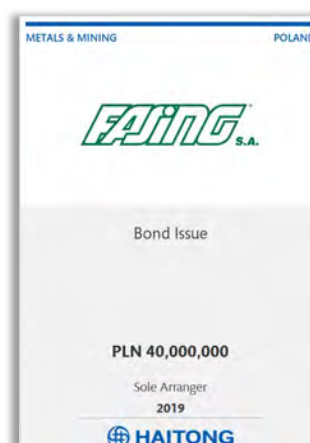 METALS & MINING POLAND
FASING S.A.
Bond Issue
PLN 40,000,000
Sole Arranger
2019
HAITONG